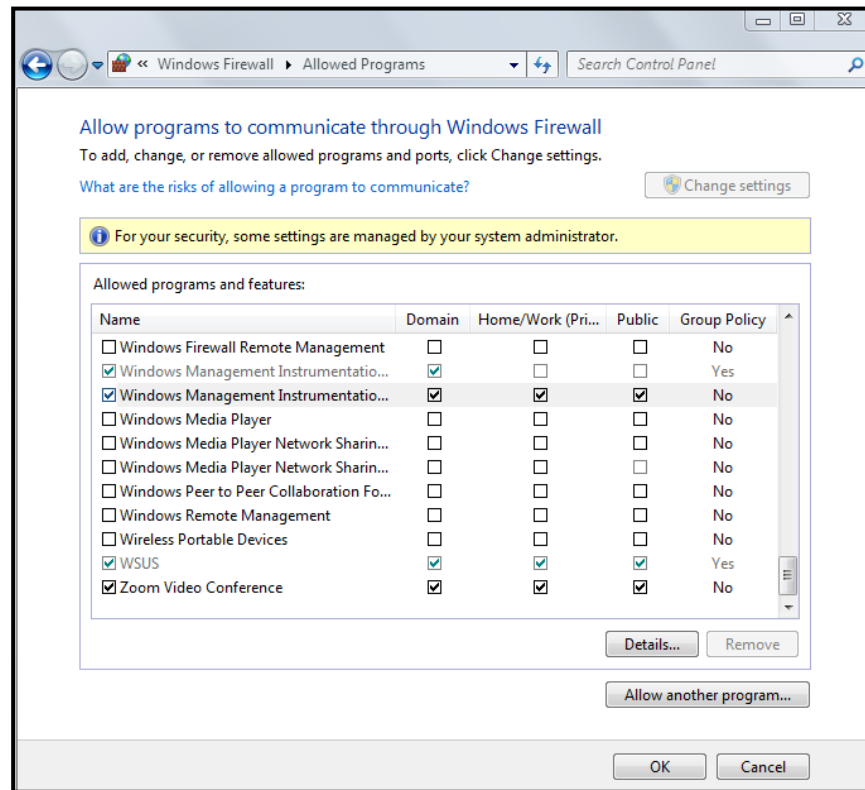 « Windows Firewall ▸ Allowed Programs Search Control Panel
Allow programs to communicate through Windows Firewall
To add, change, or remove allowed programs and ports, click Change settings.
What are the risks of allowing a program to communicate? Change settings
For your security, some settings are managed by your system administrator.
Allowed programs and features:
Name Domain Home/Work (Pri... Public Group Policy
Windows Firewall Remote Management No
Windows Management Instrumentatio... Yes
Windows Management Instrumentatio... No
Windows Media Player No
Windows Media Player Network Sharin... No
Windows Media Player Network Sharin... No
Windows Peer to Peer Collaboration Fo... No
Windows Remote Management No
Wireless Portable Devices No
WSUS Yes
Zoom Video Conference No
Details... Remove
Allow another program...
OK Cancel